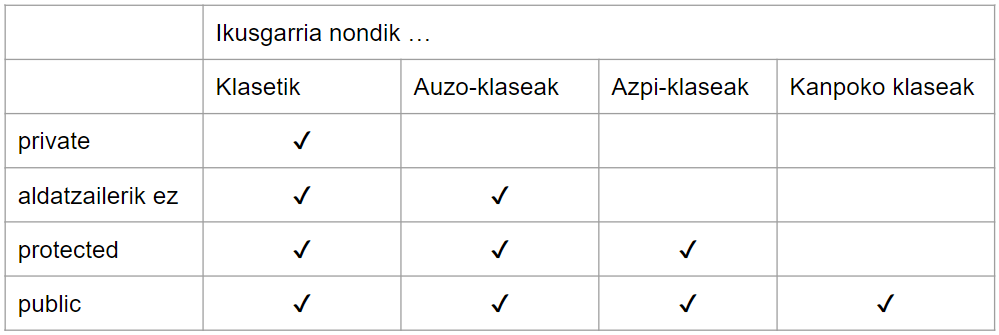 Ikusgarria nondik …
Klasetik Auzo-klaseak Azpi-klaseak Kanpoko klaseak
private ✓
aldatzailerik ez ✓ ✓
protected ✓ ✓ ✓
public ✓ ✓ ✓ ✓